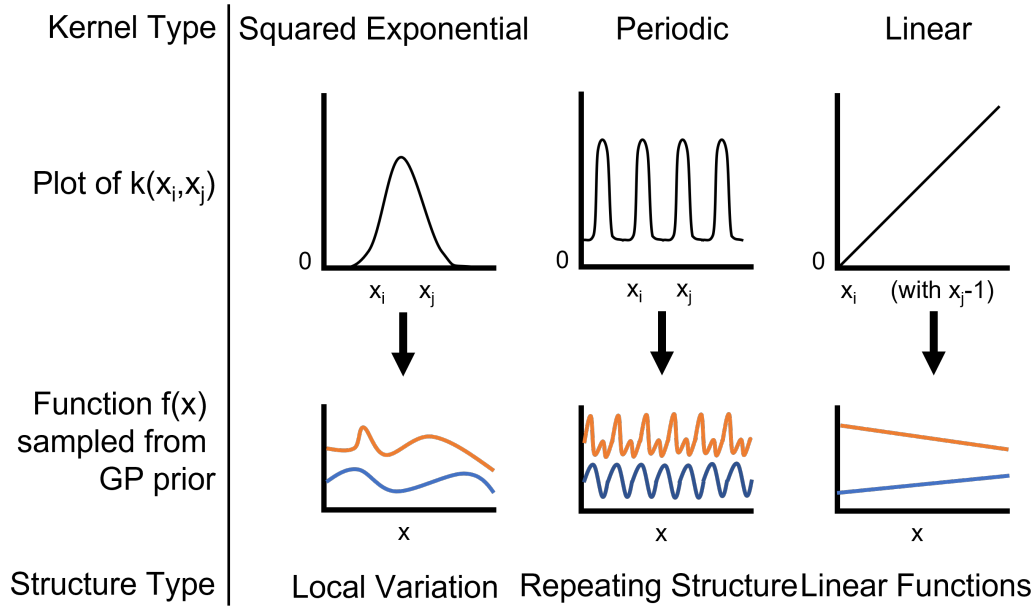 Kernel Type Squared Exponential Periodic Linear
Plot of k(xᵢ,xⱼ)
0 0 0
xᵢ xⱼ xᵢ xⱼ xᵢ (with xⱼ-1)
Function f(x)
sampled from
GP prior
x x x
Structure Type Local Variation Repeating Structure Linear Functions